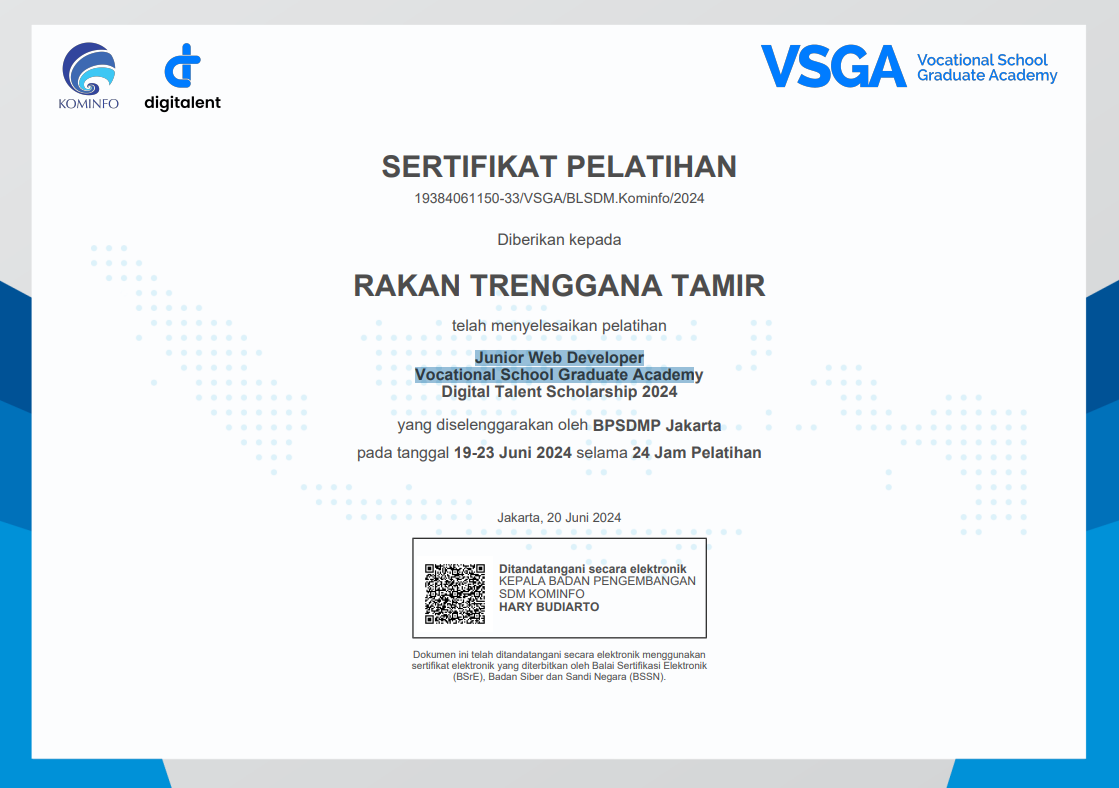 KOMINFO
digitalent
VSGA
Vocational School
Graduate Academy
SERTIFIKAT PELATIHAN
19384061150-33/VSGA/BLSDM.Kominfo/2024
Diberikan kepada
RAKAN TRENGGANA TAMIR
telah menyelesaikan pelatihan
Junior Web Developer
Vocational School Graduate Academy
Digital Talent Scholarship 2024
yang diselenggarakan oleh BPSDMP Jakarta
pada tanggal 19-23 Juni 2024 selama 24 Jam Pelatihan
Jakarta, 20 Juni 2024
Ditandatangani secara elektronik
KEPALA BADAN PENGEMBANGAN
SDM KOMINFO
HARY BUDIARTO
Dokumen ini telah ditandatangani secara elektronik menggunakan
sertifikat elektronik yang diterbitkan oleh Balai Sertifikasi Elektronik
(BSrE), Badan Siber dan Sandi Negara (BSSN).